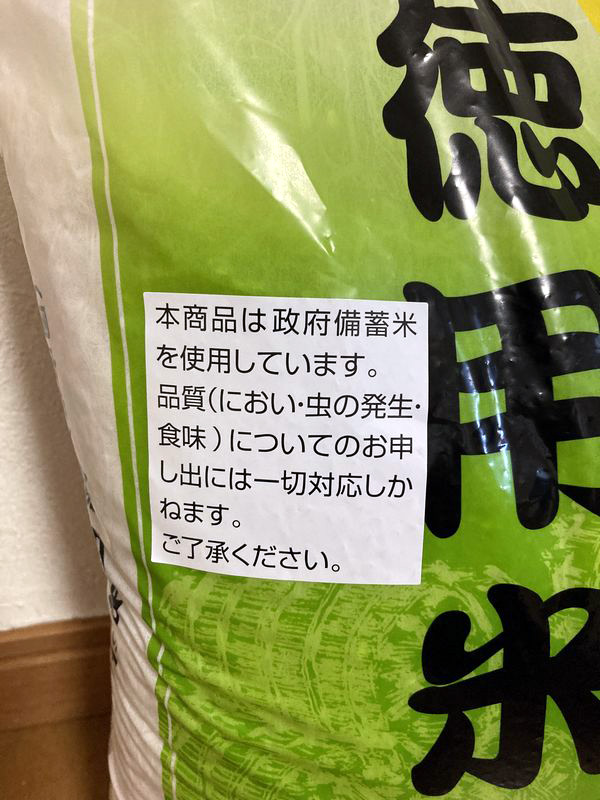 徳用米
本商品は政府備蓄米
を使用しています。
品質(におい・虫の発生・
食味)についてのお申
し出には一切対応しか
ねます。
ご了承ください。